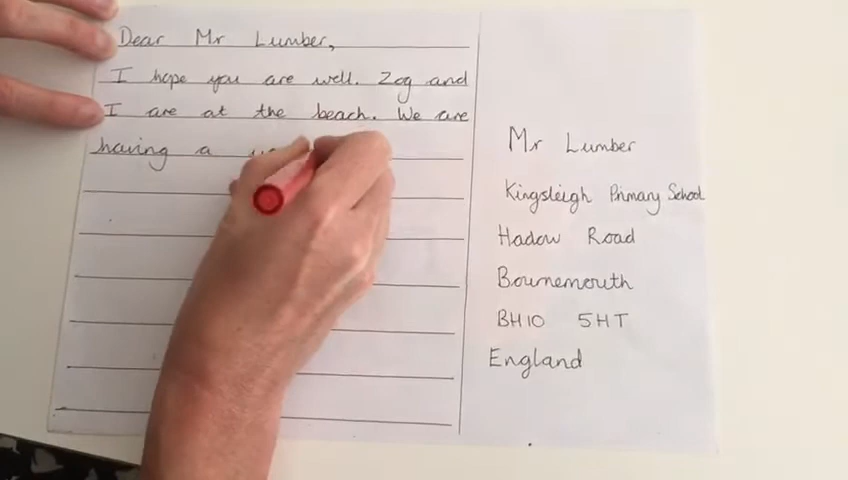 Dear Mr Lumber,
I hope you are well. Zog and
I are at the beach. We are
having a
Mr Lumber
Kingsleigh Primary School
Hadow Road
Bournemouth
BH10 5HT
England